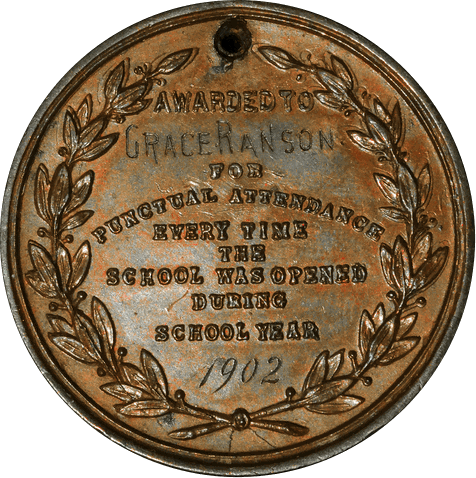 AWARDED TO
GRACE RANSON
FOR
PUNCTUAL ATTENDANCE
EVERY TIME
THE
SCHOOL WAS OPENED
DURING
SCHOOL YEAR
1902